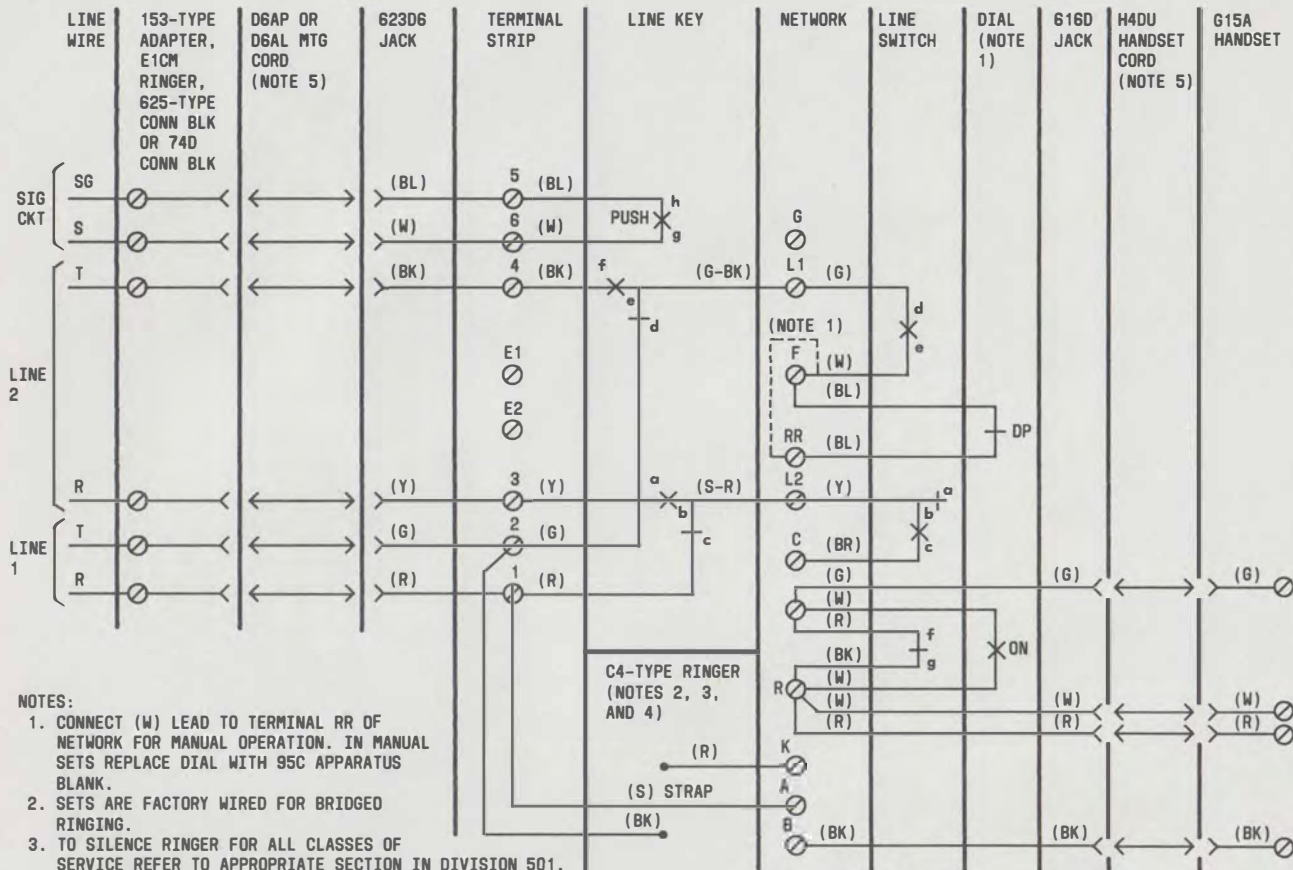 LINE WIRE
153-TYPE ADAPTER, E1CM RINGER, 625-TYPE CONN BLK OR 74D CONN BLK
D6AP OR D6AL MTG CORD (NOTE 5)
623D6 JACK
TERMINAL STRIP
LINE KEY
NETWORK
LINE SWITCH
DIAL (NOTE 1)
616D JACK
H4DU HANDSET CORD (NOTE 5)
G15A HANDSET
SIG CKT
SG (BL) 5 (BL) h
PUSH
S (W) 6 (W) g
G
LINE 2
T (BK) 4 (BK) f e d (G-BK) L1 (G) d e
(NOTE 1)
E1
F (W)
(BL)
E2
RR (BL) DP
R (Y) 3 (Y) a b c (S-R) L2 (Y) a b c
LINE 1
T (G) 2 (G)
C (BR)
R (R) 1 (R)
(G) (G) (G)
(W)
(R) f g ON
(BK)
R (W)
(W) (W) (W)
(R) (R) (R)
C4-TYPE RINGER
(NOTES 2, 3,
AND 4)
(R) K
(S) STRAP A
(BK) B (BK) (BK) (BK)
NOTES:
1. CONNECT (W) LEAD TO TERMINAL RR OF
NETWORK FOR MANUAL OPERATION. IN MANUAL
SETS REPLACE DIAL WITH 95C APPARATUS
BLANK.
2. SETS ARE FACTORY WIRED FOR BRIDGED
RINGING.
3. TO SILENCE RINGER FOR ALL CLASSES OF
SERVICE REFER TO APPROPRIATE SECTION IN DIVISION 501.